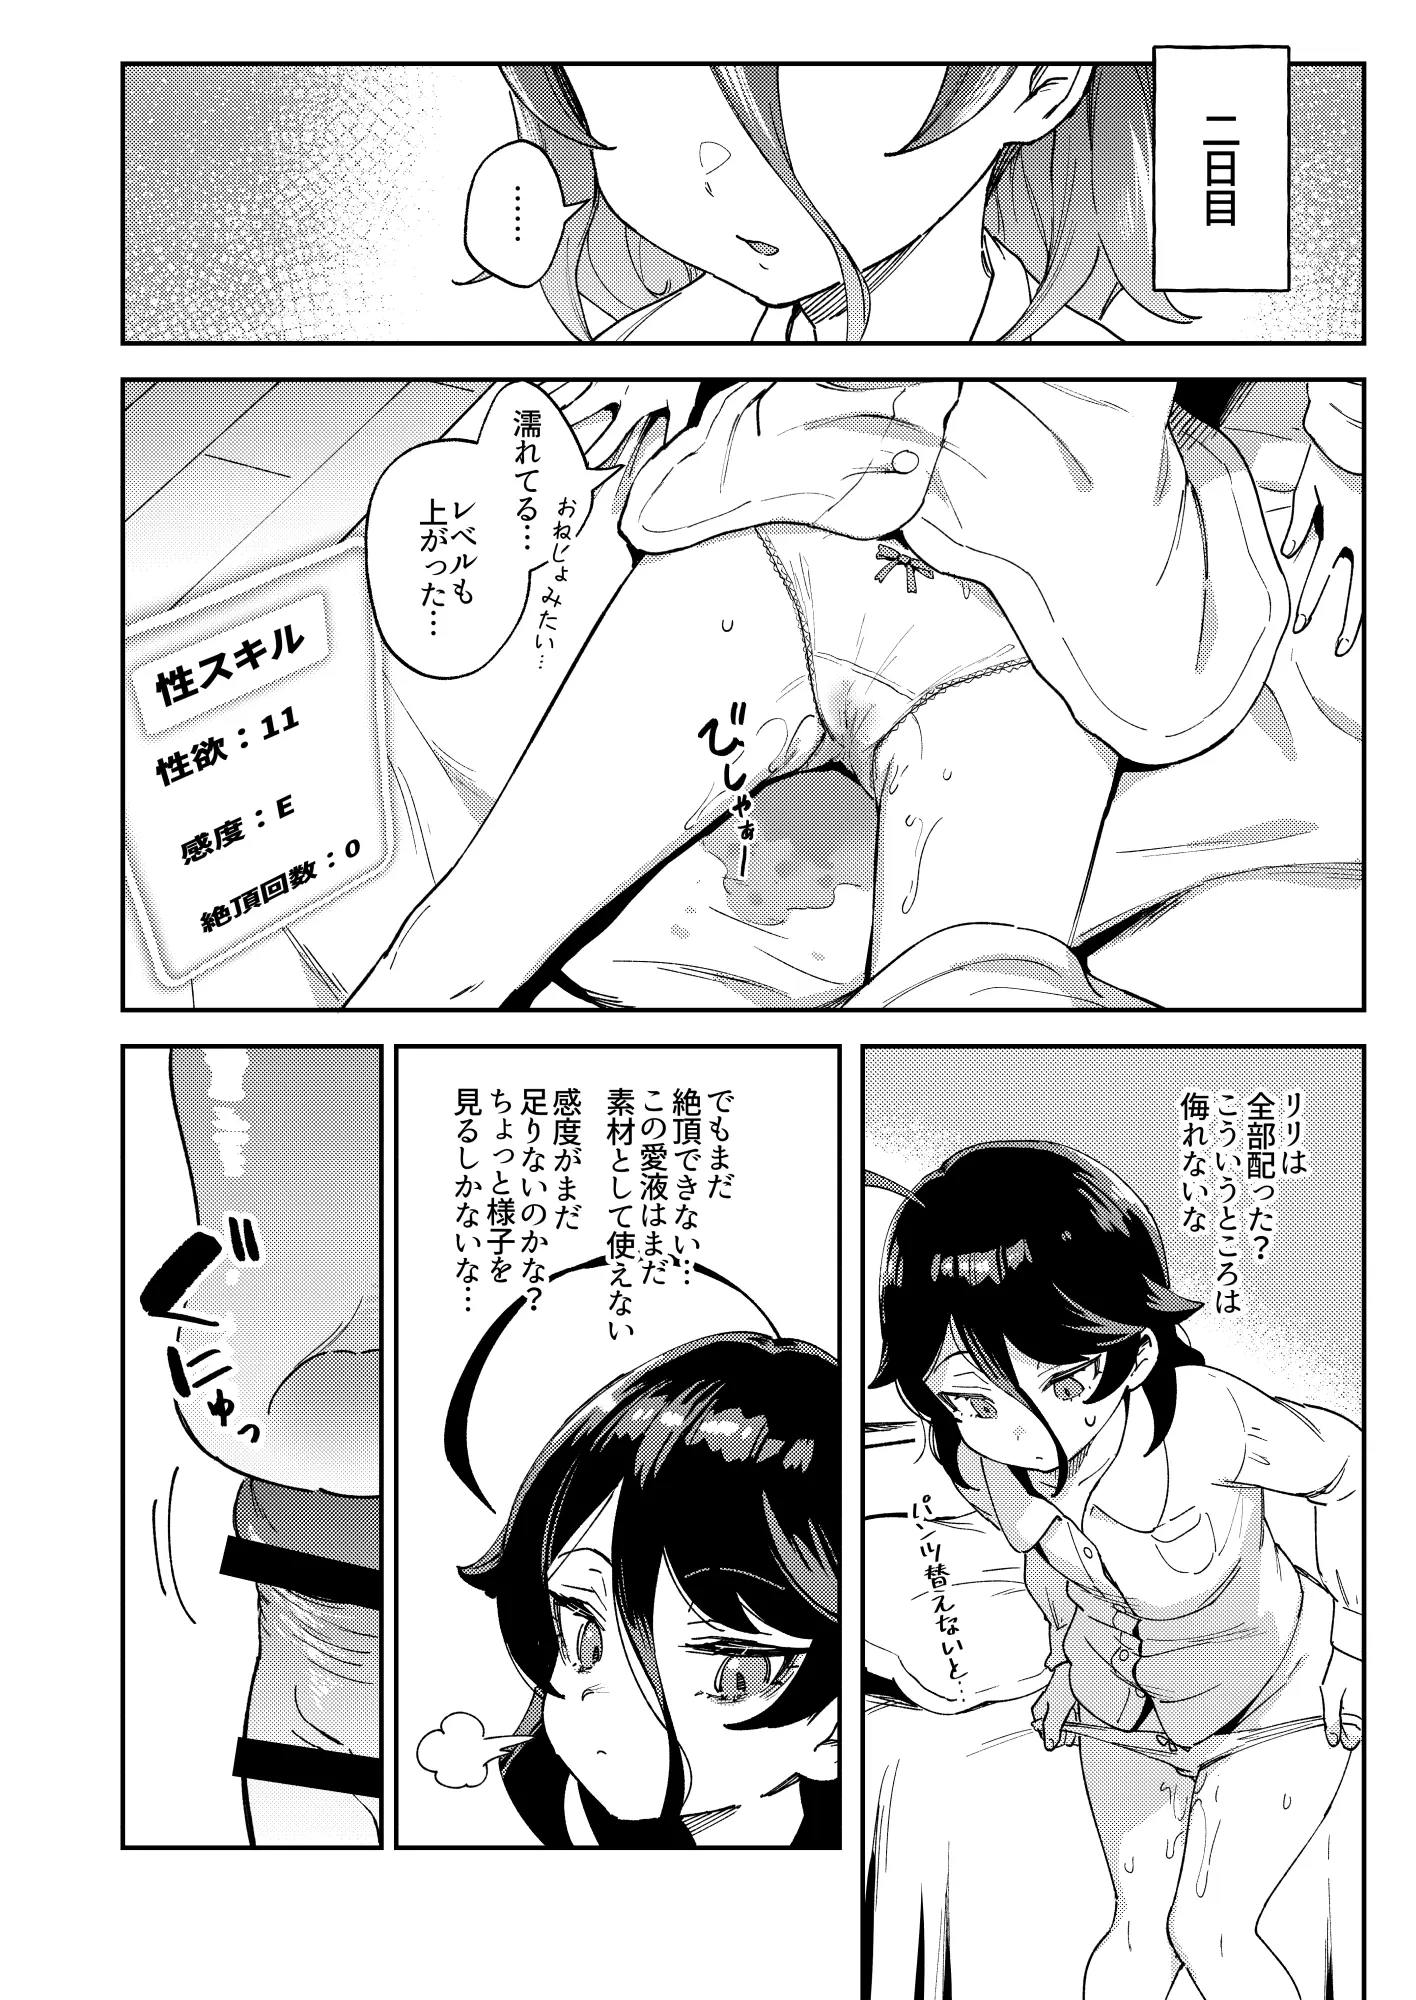 二日目
……
濡れてる…
おねじょみたい…
レベルも
上がった…
性スキル
性欲：11
感度：E
絶頂回数：0
びしゃぁー
リリは
全部配った?
こういうところは
侮れないな
パンツ替えないと…
でもまだ
絶頂できない…
この愛液はまだ
素材として使えない
感度がまだ
足りないのかな?
ちょっと様子を
見るしかないな…
ぐにゅっ